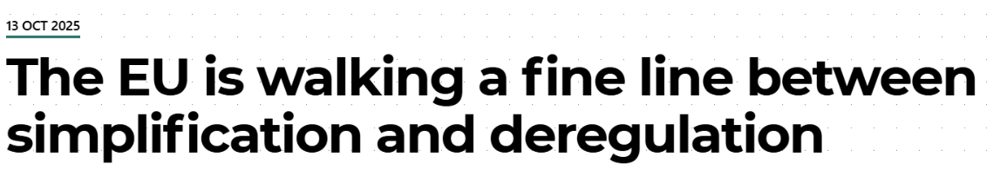 13 OCT 2025
The EU is walking a fine line between
simplification and deregulation